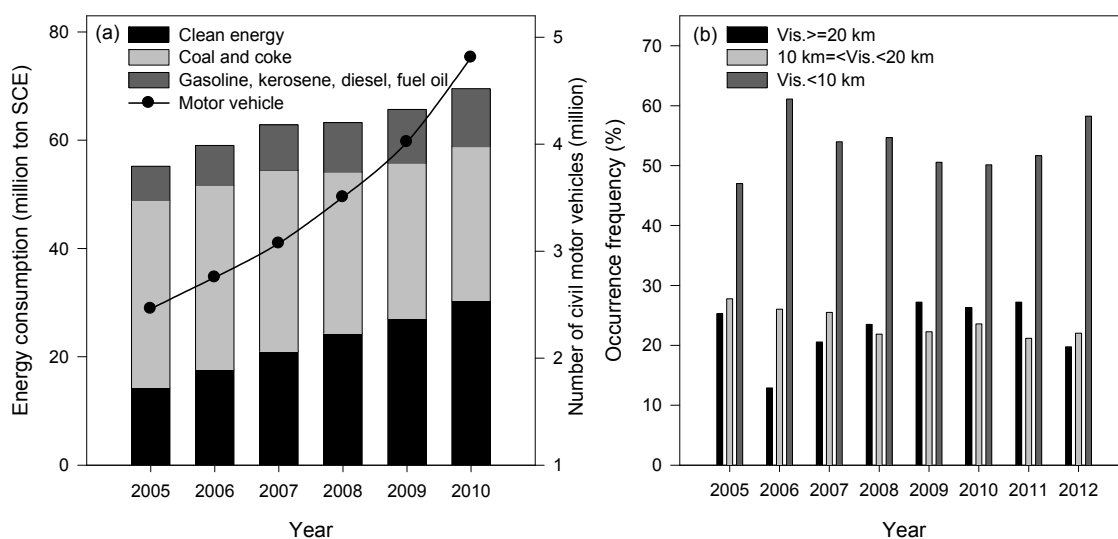 (a)
Clean energy
Coal and coke
Gasoline, kerosene, diesel, fuel oil
Motor vehicle
Energy consumption (million ton SCE)
80
60
40
20
0
Number of civil motor vehicles (million)
5
4
3
2
1
2005 2006 2007 2008 2009 2010
Year
(b)
Vis.>=20 km
10 km=<Vis.<20 km
Vis.<10 km
Occurrence frequency (%)
70
60
50
40
30
20
10
0
2005 2006 2007 2008 2009 2010 2011 2012
Year